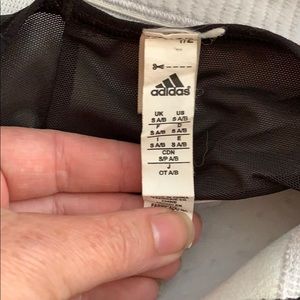 adidas
UK US
S A/B S A/B
F D
S A/B S A/B
I E
S A/B S A/B
CDN
S/P A/B
J
OT A/B